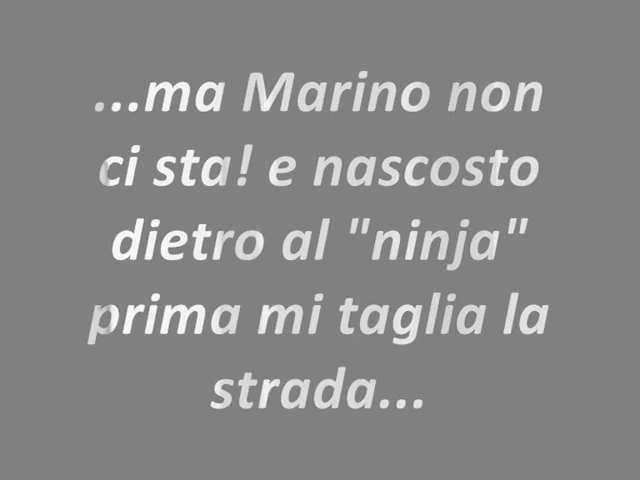 ...ma Marino non
ci sta! e nascosto
dietro al "ninja"
prima mi taglia la
strada...